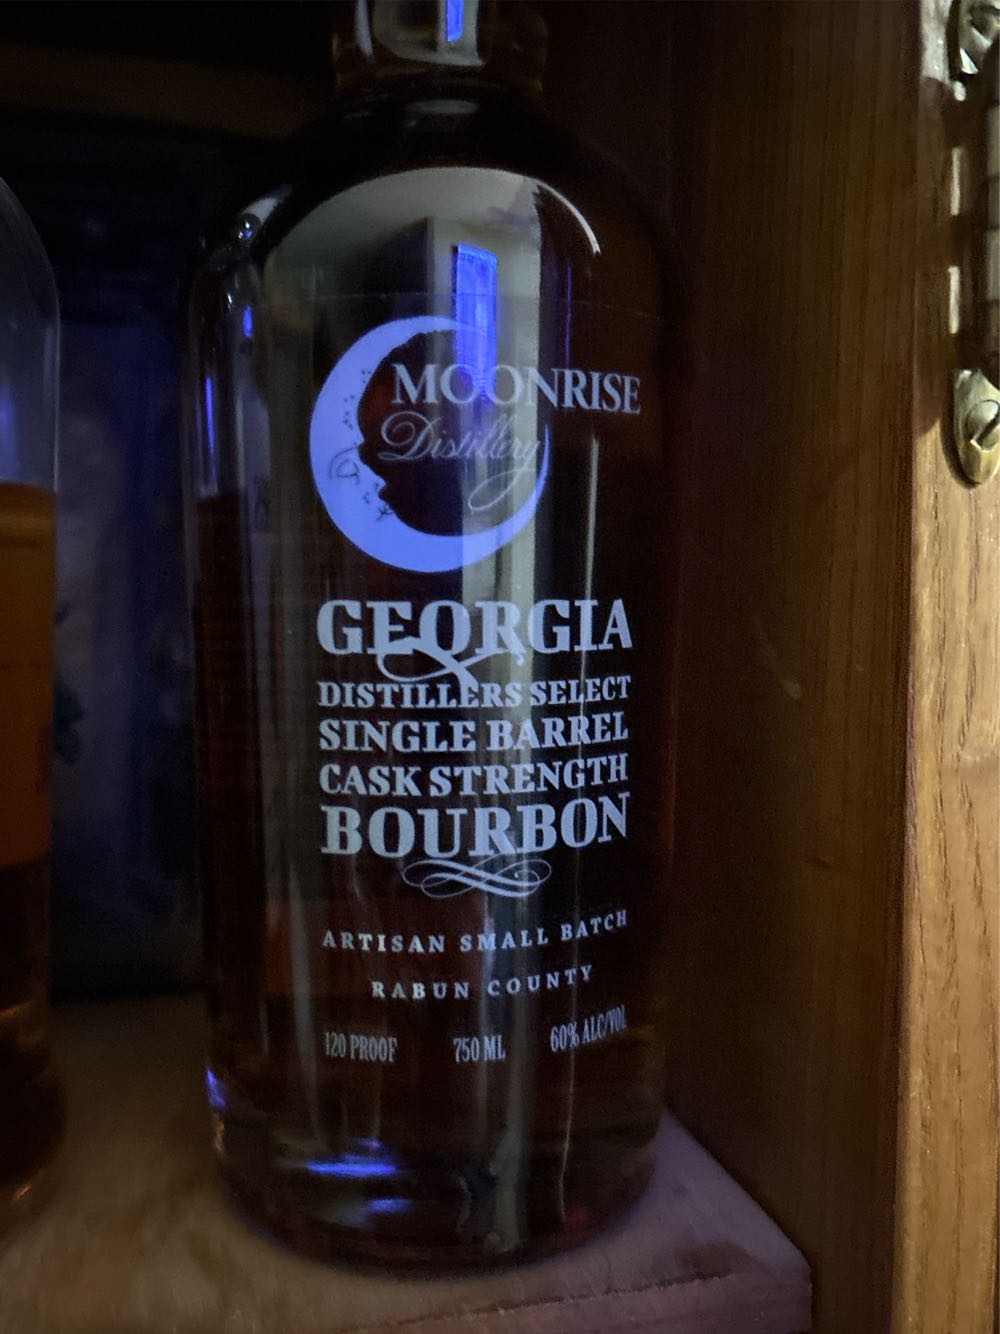 MOONRISE
Distillery
GEORGIA
DISTILLERS SELECT
SINGLE BARREL
CASK STRENGTH
BOURBON
ARTISAN SMALL BATCH
RABUN COUNTY
120 PROOF 750 ML 60% ALC/VOL